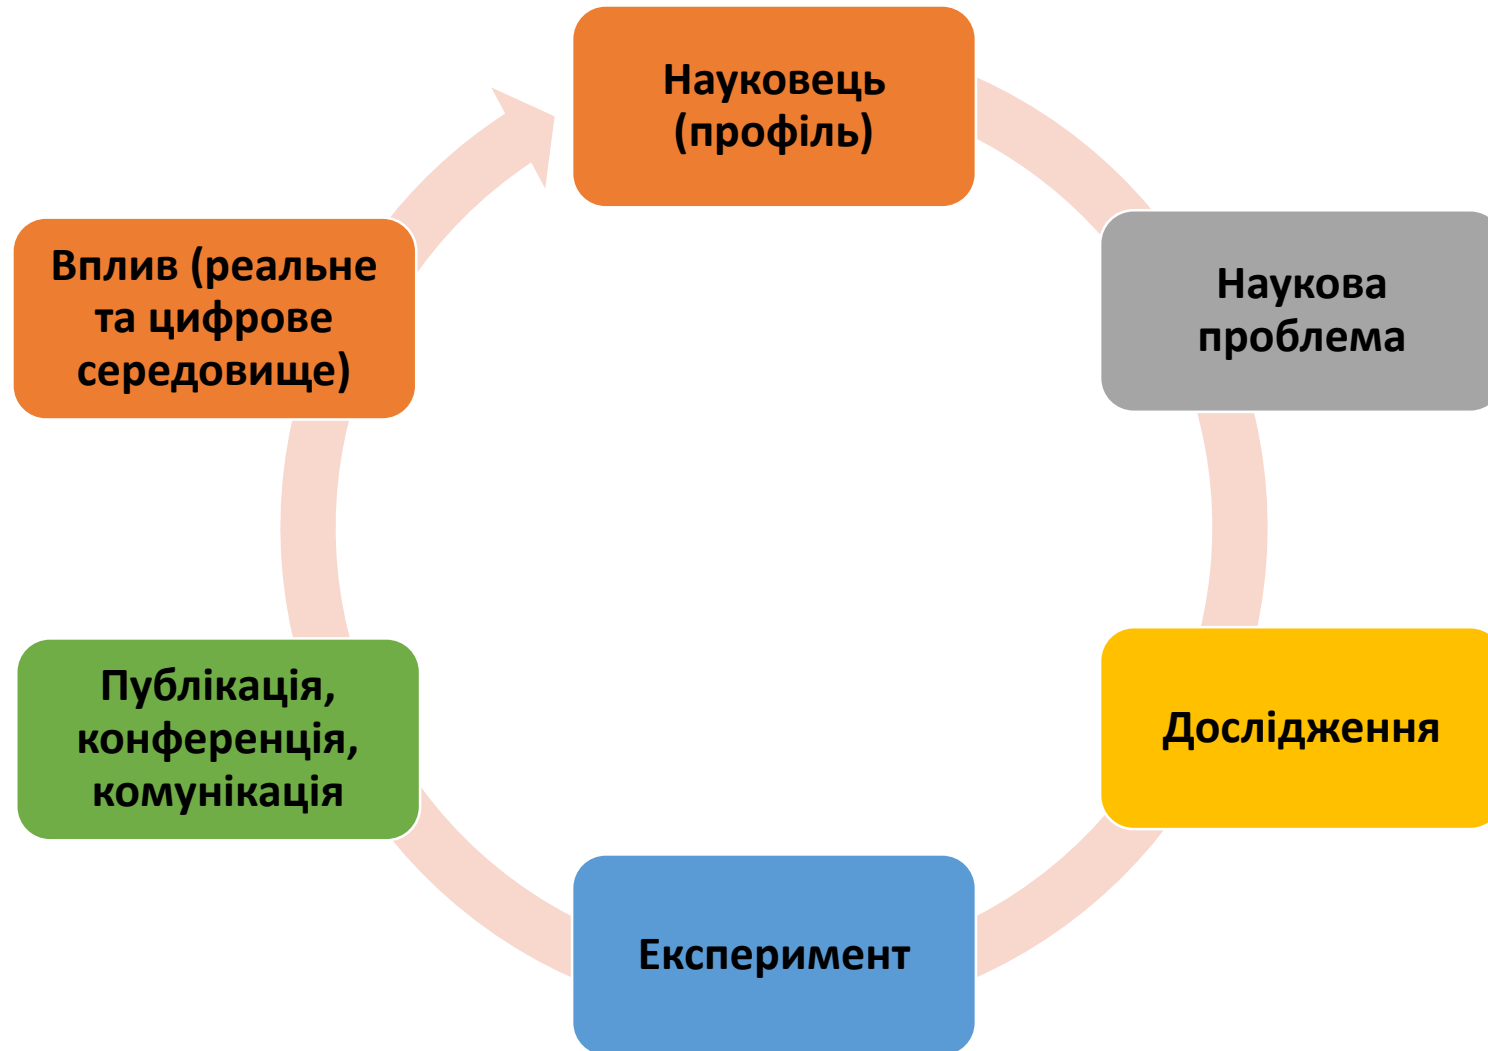 Науковець
(профіль)
Наукова
проблема
Дослідження
Експеримент
Публікація,
конференція,
комунікація
Вплив (реальне
та цифрове
середовище)